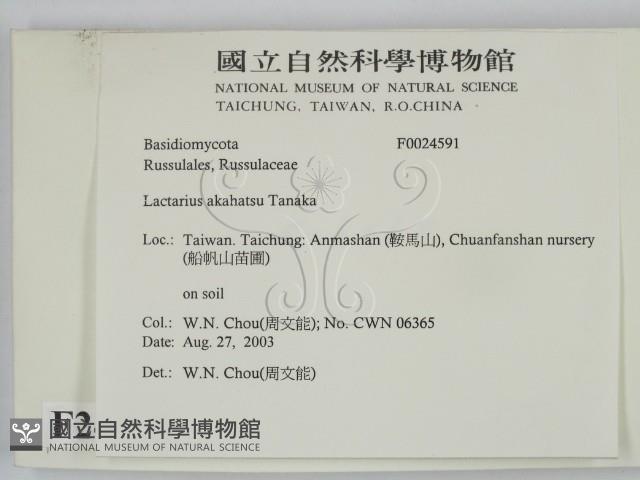 國立自然科學博物館
NATIONAL MUSEUM OF NATURAL SCIENCE
TAICHUNG, TAIWAN, R.O.CHINA
Basidiomycota F0024591
Russulales, Russulaceae
Lactarius akahatsu Tanaka
Loc.: Taiwan. Taichung: Anmashan (鞍馬山), Chuanfanshan nursery
(船帆山苗圃)
on soil
Col.: W.N. Chou(周文能); No. CWN 06365
Date: Aug. 27, 2003
Det.: W.N. Chou(周文能)
F2
國立自然科學博物館
NATIONAL MUSEUM OF NATURAL SCIENCE